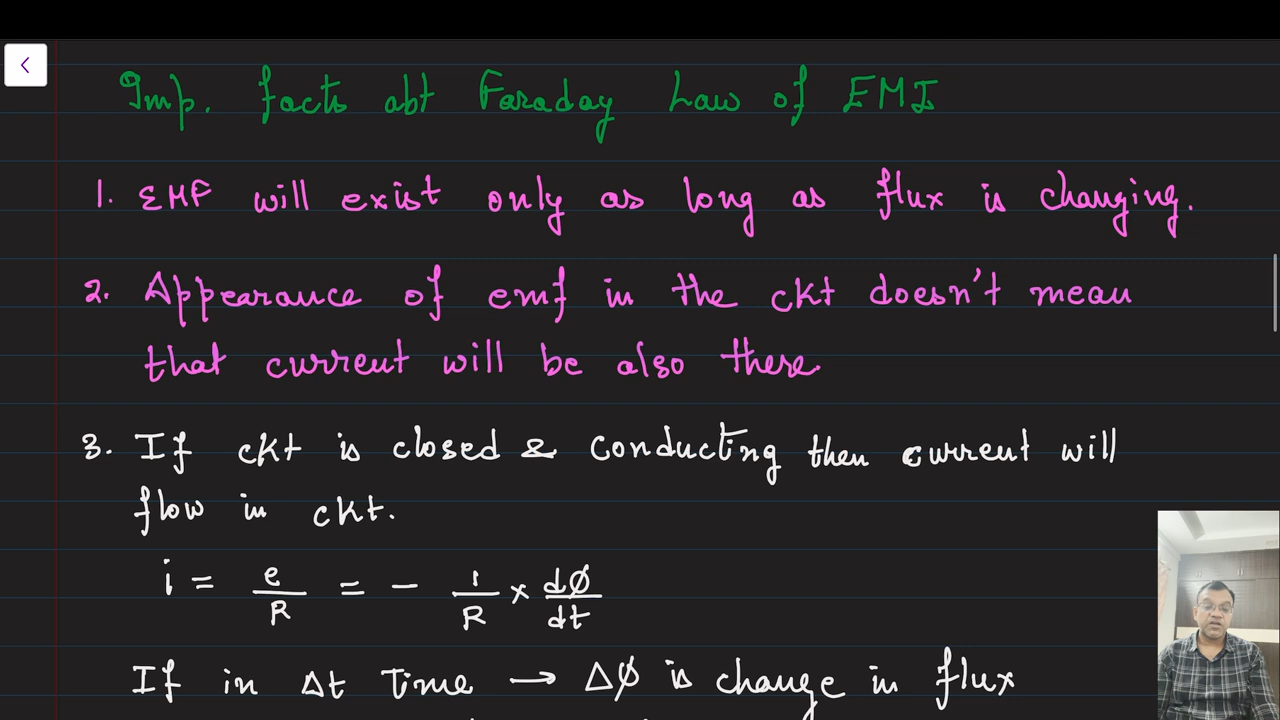 Imp. facts abt Faraday Law of EMI
1. EMF will exist only as long as flux is changing.
2. Appearance of emf in the ckt doesn't mean
that current will be also there.
3. If ckt is closed & conducting then current will
flow in ckt.
i = e/R = - 1/R × dØ/dt
If in Δt Time → ΔØ is change in flux